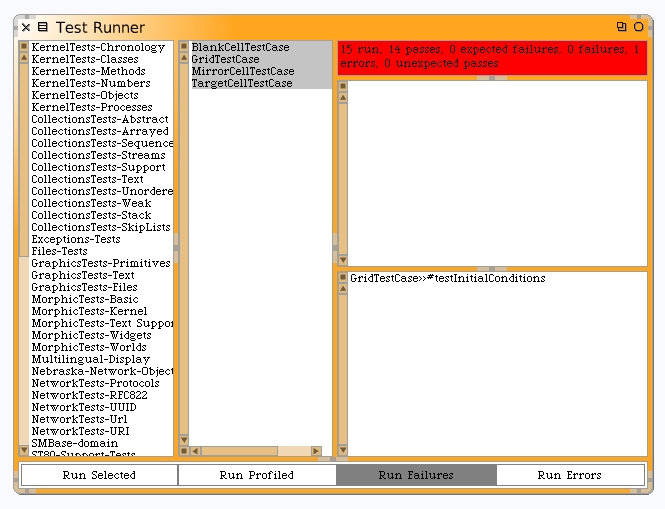 Test Runner
KernelTests-Chronology
KernelTests-Classes
KernelTests-Methods
KernelTests-Numbers
KernelTests-Objects
KernelTests-Processes
CollectionsTests-Abstract
CollectionsTests-Arrayed
CollectionsTests-Sequence
CollectionsTests-Streams
CollectionsTests-Support
CollectionsTests-Text
CollectionsTests-Unordere
CollectionsTests-Weak
CollectionsTests-Stack
CollectionsTests-SkipLists
Exceptions-Tests
Files-Tests
GraphicsTests-Primitives
GraphicsTests-Text
GraphicsTests-Files
MorphicTests-Basic
MorphicTests-Kernel
MorphicTests-Text Suppor
MorphicTests-Widgets
MorphicTests-Worlds
Multilingual-Display
Nebraska-Network-Object
NetworkTests-Protocols
NetworkTests-RFC822
NetworkTests-UUID
NetworkTests-Url
NetworkTests-URI
SMBase-domain
ST80-Support-Tests
BlankCellTestCase
GridTestCase
MirrorCellTestCase
TargetCellTestCase
15 run, 14 passes, 0 expected failures, 0 failures, 1
errors, 0 unexpected passes
GridTestCase>>#testInitialConditions
Run Selected
Run Profiled
Run Failures
Run Errors